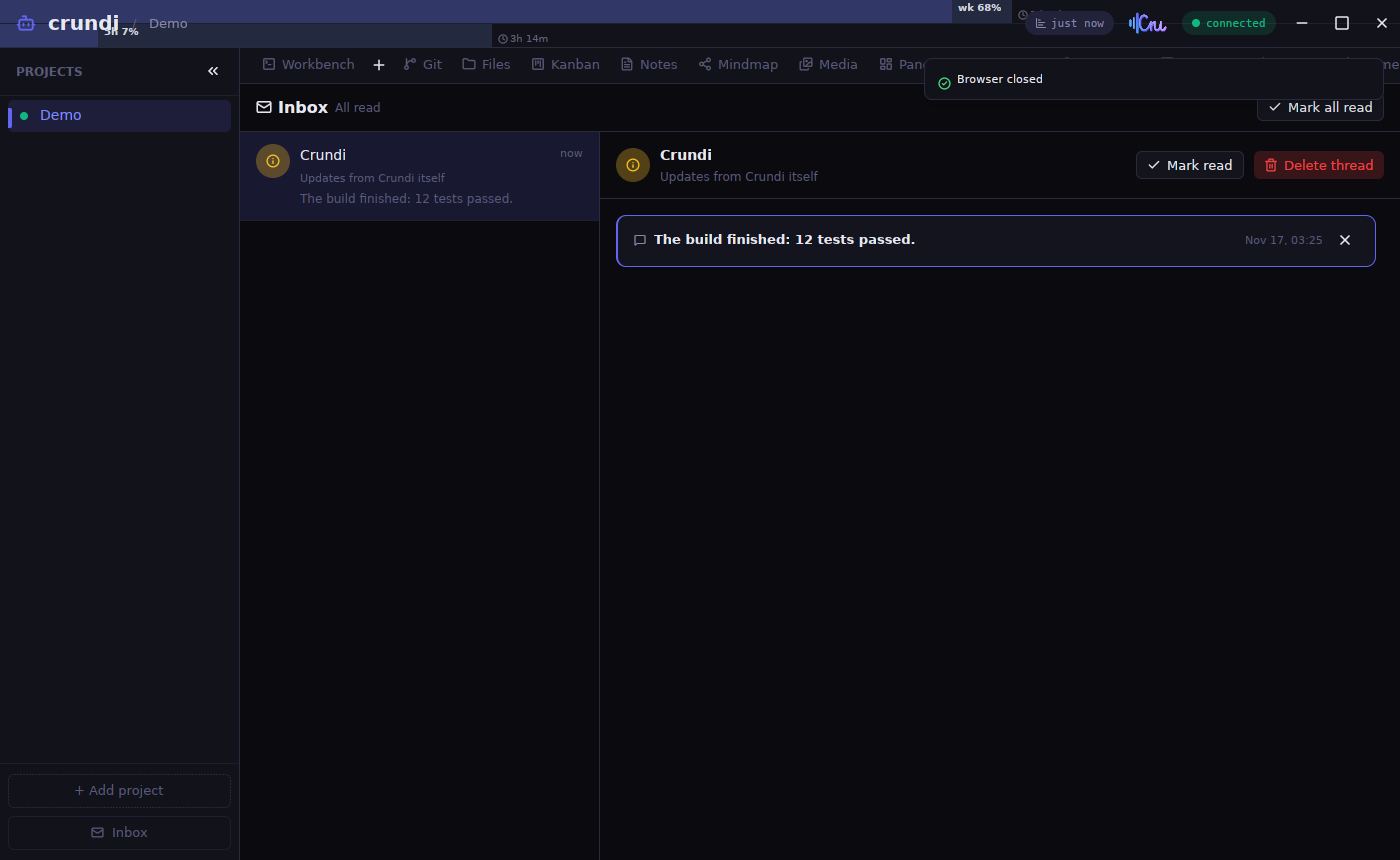 wk 68%
crundi / Demo
5h 7%
3h 14m
just now
connected
PROJECTS
Workbench
Git
Files
Kanban
Notes
Mindmap
Media
Browser closed
Demo
Inbox All read
Mark all read
Crundi now
Updates from Crundi itself
The build finished: 12 tests passed.
Crundi
Updates from Crundi itself
Mark read
Delete thread
The build finished: 12 tests passed.
Nov 17, 03:25
+ Add project
Inbox